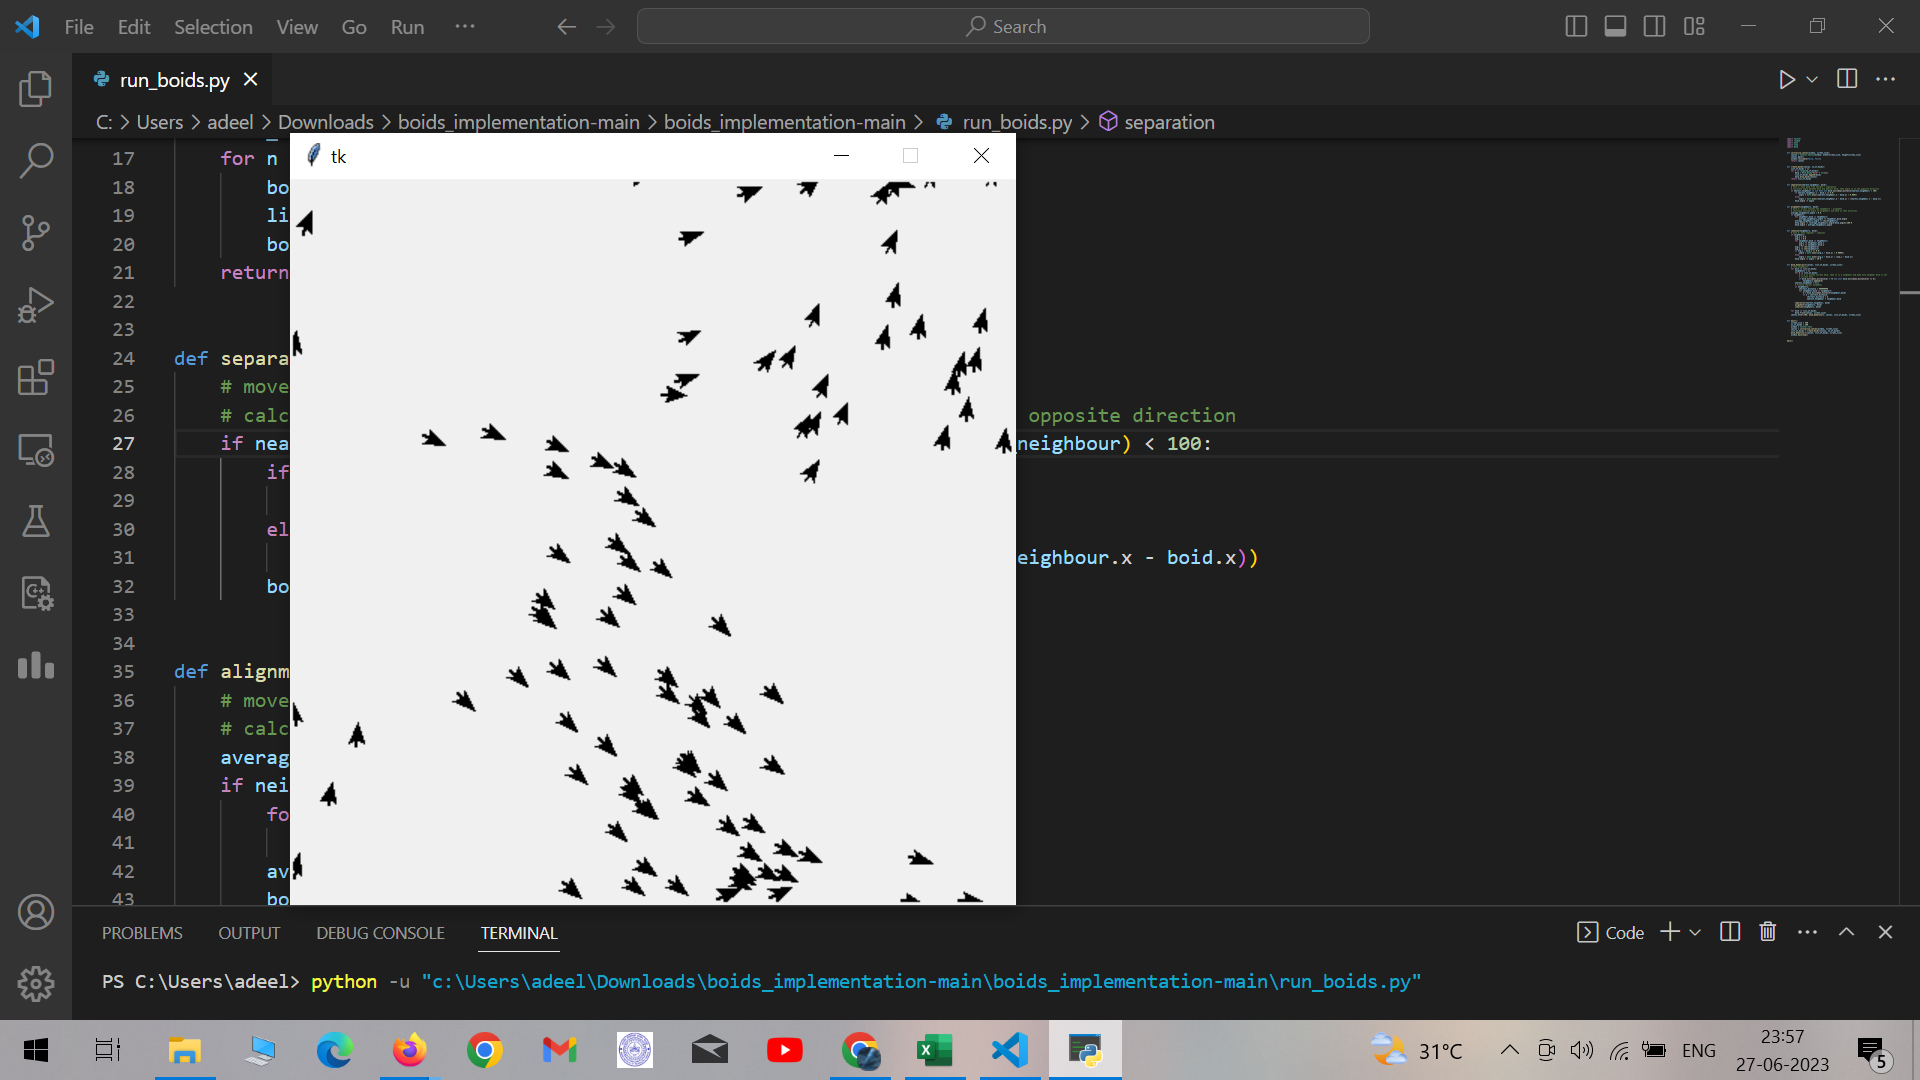 File Edit Selection View Go Run ··· Search
run_boids.py
C: > Users > adeel > Downloads > boids_implementation-main > boids_implementation-main > run_boids.py > separation
tk
17 for n
18 bo
19 li
20 bo
21 return
22
23
24 def separa
25 # move
26 # calc opposite direction
27 if nea neighbour) < 100:
28 if
29
30 el
31 eighbour.x - boid.x))
32 bo
33
34
35 def alignm
36 # move
37 # calc
38 averag
39 if nei
40 fo
41
42 av
43 bo
PROBLEMS OUTPUT DEBUG CONSOLE TERMINAL Code
PS C:\Users\adeel> python -u "c:\Users\adeel\Downloads\boids_implementation-main\boids_implementation-main\run_boids.py"
31°C ENG 23:57
27-06-2023 5